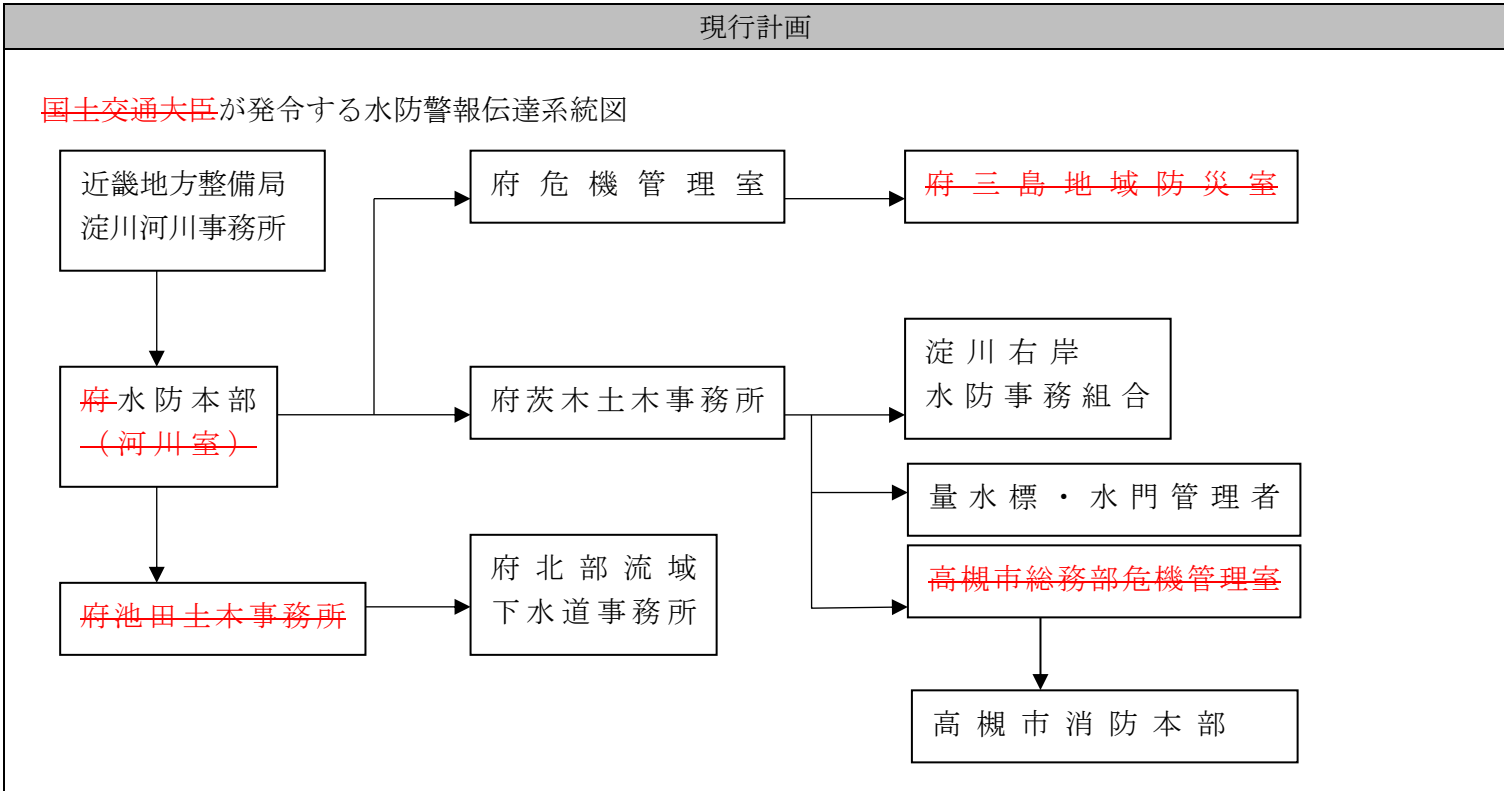 現行計画
国土交通大臣が発令する水防警報伝達系統図
近畿地方整備局
淀川河川事務所
府危機管理室
府三島地域防災室
府水防本部
（河川室）
府茨木土木事務所
淀川右岸
水防事務組合
量水標・水門管理者
府池田土木事務所
府北部流域
下水道事務所
高槻市総務部危機管理室
高槻市消防本部